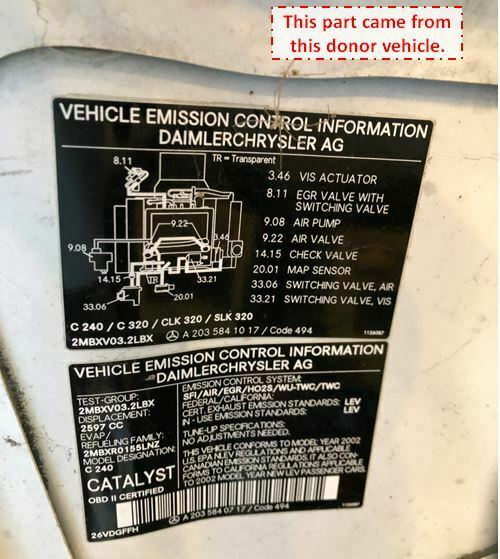 This part came from
this donor vehicle.
VEHICLE EMISSION CONTROL INFORMATION
DAIMLERCHRYSLER AG
TR = Transparent
8.11
9.22
3.46
9.08
14.15
TR
33.21
20.01
33.06
3.46 VIS ACTUATOR
8.11 EGR VALVE WITH
SWITCHING VALVE
9.08 AIR PUMP
9.22 AIR VALVE
14.15 CHECK VALVE
20.01 MAP SENSOR
33.06 SWITCHING VALVE, AIR
33.21 SWITCHING VALVE, VIS
C 240 / C 320 / CLK 320 / SLK 320
2MBXV03.2LBX
A 203 584 10 17 / Code 494
VEHICLE EMISSION CONTROL INFORMATION
DAIMLERCHRYSLER AG
TEST-GROUP:
2MBXV03.2LBX
DISPLACEMENT:
2597 CC
EVAP/
REFUELING FAMILY:
2MBXR0155LNZ
MODEL DESIGNATION:
C 240
CATALYST
OBD II CERTIFIED
EMISSION CONTROL SYSTEM:
SFI/AIR/EGR/HO2S/WU-TWC/TWC
FEDERAL/CALIFORNIA:
CERT. EXHAUST EMISSION STANDARDS: LEV
IN - USE EMISSION STANDARDS: LEV
TUNE-UP SPECIFICATIONS:
NO ADJUSTMENTS NEEDED.
THIS VEHICLE CONFORMS TO MODEL YEAR 2002
U.S. EPA NLEV REGULATIONS AND APPLICABLE
CANADIAN EMISSION STANDARDS. IT ALSO CON-
FORMS TO CALIFORNIA REGULATIONS APPLICABLE
TO 2002 MODEL YEAR NEW LEV PASSENGER CARS.
26VDGFFH
A 203 584 07 17 / Code 494